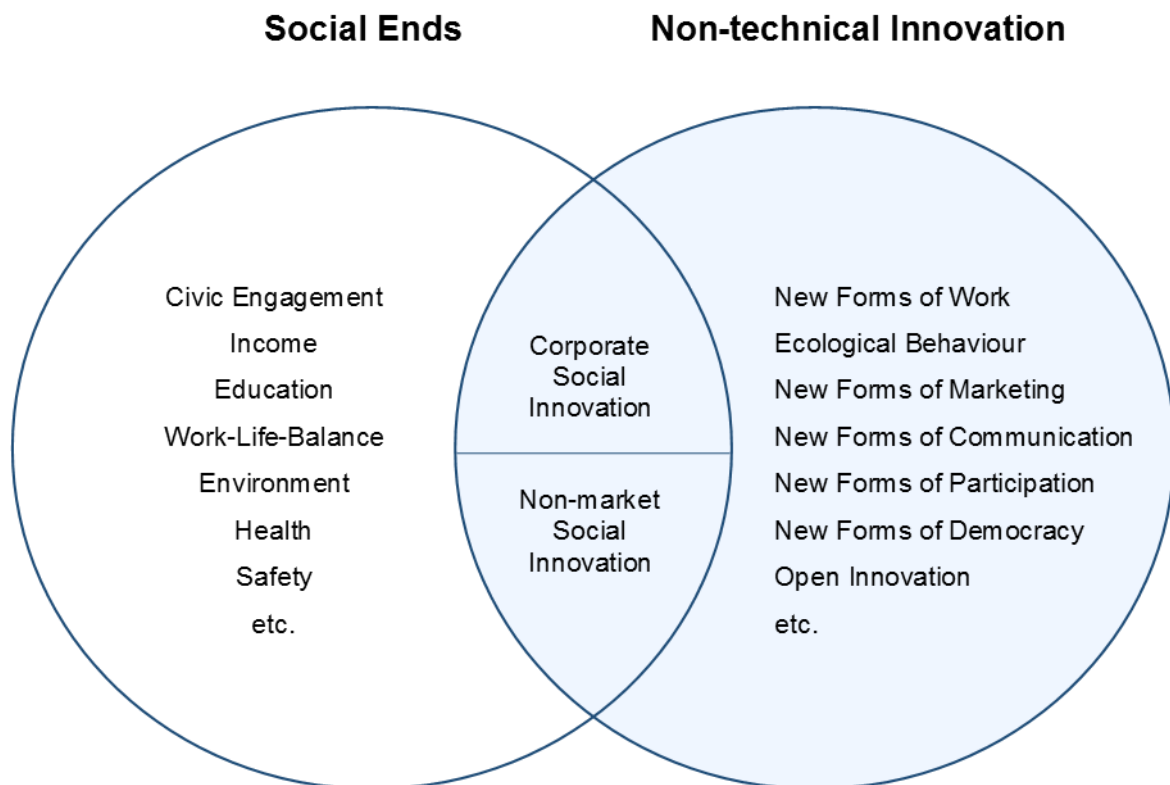 Social Ends
Non-technical Innovation
Civic Engagement
Income
Education
Work-Life-Balance
Environment
Health
Safety
etc.
Corporate
Social
Innovation
Non-market
Social
Innovation
New Forms of Work
Ecological Behaviour
New Forms of Marketing
New Forms of Communication
New Forms of Participation
New Forms of Democracy
Open Innovation
etc.